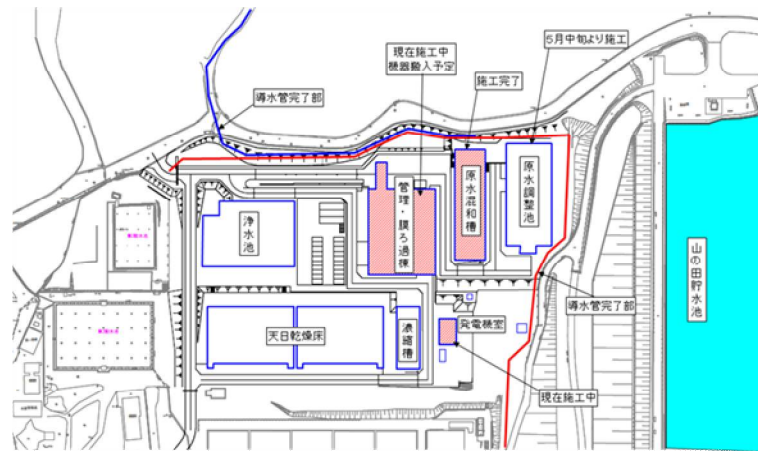 現在施工中
機器搬入予定
5月中旬より施工
施工完了
導水管完了部
管理・膜ろ過棟
原水混和槽
原水調整池
浄水池
山の田貯水池
導水管完了部
天日乾燥床
濃縮槽
発電機室
現在施工中